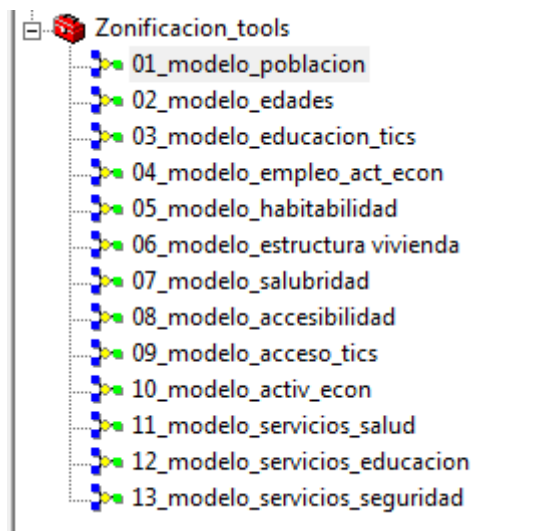 Zonificacion_tools
01_modelo_poblacion
02_modelo_edades
03_modelo_educacion_tics
04_modelo_empleo_act_econ
05_modelo_habitabilidad
06_modelo_estructura vivienda
07_modelo_salubridad
08_modelo_accesibilidad
09_modelo_acceso_tics
10_modelo_activ_econ
11_modelo_servicios_salud
12_modelo_servicios_educacion
13_modelo_servicios_seguridad